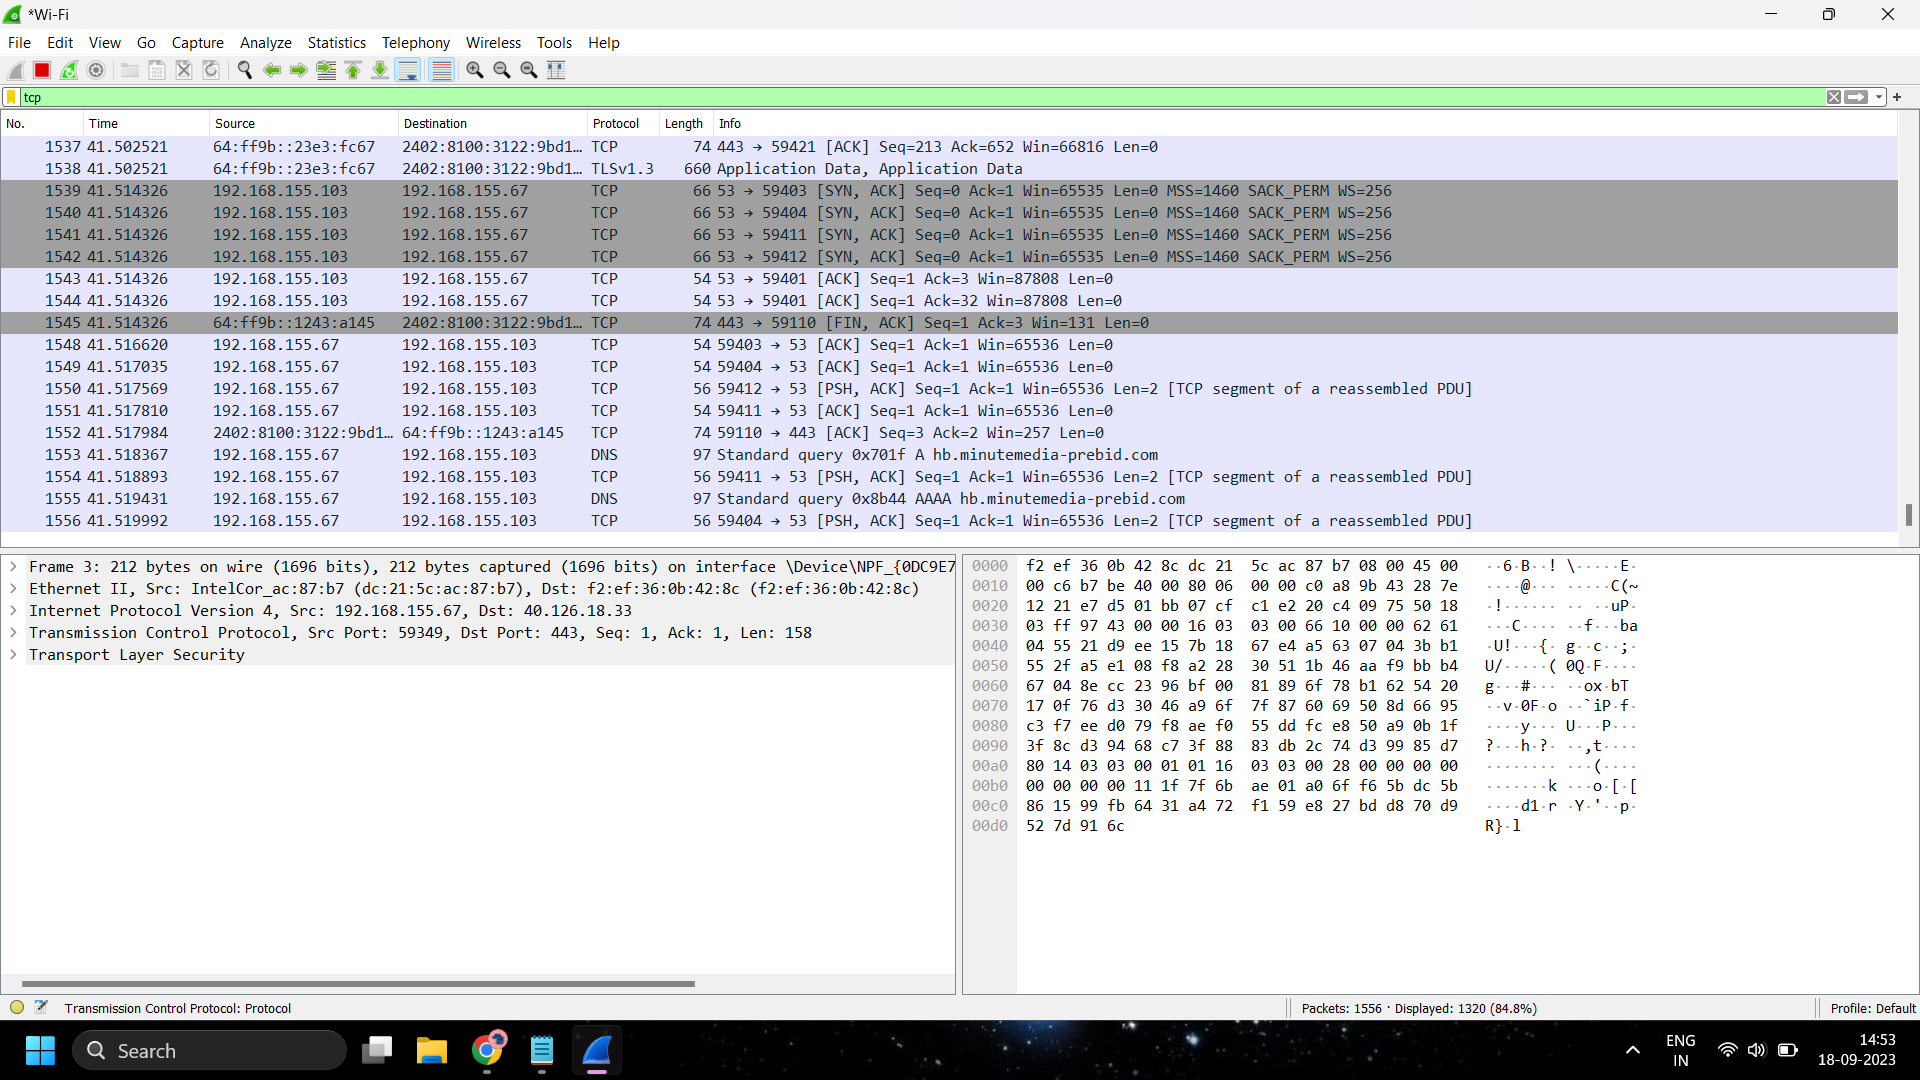 *Wi-Fi
File Edit View Go Capture Analyze Statistics Telephony Wireless Tools Help
tcp
No. Time Source Destination Protocol Length Info
1537 41.502521 64:ff9b::23e3:fc67 2402:8100:3122:9bd1… TCP 74 443 → 59421 [ACK] Seq=213 Ack=652 Win=66816 Len=0
1538 41.502521 64:ff9b::23e3:fc67 2402:8100:3122:9bd1… TLSv1.3 660 Application Data, Application Data
1539 41.514326 192.168.155.103 192.168.155.67 TCP 66 53 → 59403 [SYN, ACK] Seq=0 Ack=1 Win=65535 Len=0 MSS=1460 SACK_PERM WS=256
1540 41.514326 192.168.155.103 192.168.155.67 TCP 66 53 → 59404 [SYN, ACK] Seq=0 Ack=1 Win=65535 Len=0 MSS=1460 SACK_PERM WS=256
1541 41.514326 192.168.155.103 192.168.155.67 TCP 66 53 → 59411 [SYN, ACK] Seq=0 Ack=1 Win=65535 Len=0 MSS=1460 SACK_PERM WS=256
1542 41.514326 192.168.155.103 192.168.155.67 TCP 66 53 → 59412 [SYN, ACK] Seq=0 Ack=1 Win=65535 Len=0 MSS=1460 SACK_PERM WS=256
1543 41.514326 192.168.155.103 192.168.155.67 TCP 54 53 → 59401 [ACK] Seq=1 Ack=3 Win=87808 Len=0
1544 41.514326 192.168.155.103 192.168.155.67 TCP 54 53 → 59401 [ACK] Seq=1 Ack=32 Win=87808 Len=0
1545 41.514326 64:ff9b::1243:a145 2402:8100:3122:9bd1… TCP 74 443 → 59110 [FIN, ACK] Seq=1 Ack=3 Win=131 Len=0
1548 41.516620 192.168.155.67 192.168.155.103 TCP 54 59403 → 53 [ACK] Seq=1 Ack=1 Win=65536 Len=0
1549 41.517035 192.168.155.67 192.168.155.103 TCP 54 59404 → 53 [ACK] Seq=1 Ack=1 Win=65536 Len=0
1550 41.517569 192.168.155.67 192.168.155.103 TCP 56 59412 → 53 [PSH, ACK] Seq=1 Ack=1 Win=65536 Len=2 [TCP segment of a reassembled PDU]
1551 41.517810 192.168.155.67 192.168.155.103 TCP 54 59411 → 53 [ACK] Seq=1 Ack=1 Win=65536 Len=0
1552 41.517984 2402:8100:3122:9bd1… 64:ff9b::1243:a145 TCP 74 59110 → 443 [ACK] Seq=3 Ack=2 Win=257 Len=0
1553 41.518367 192.168.155.67 192.168.155.103 DNS 97 Standard query 0x701f A hb.minutemedia-prebid.com
1554 41.518893 192.168.155.67 192.168.155.103 TCP 56 59411 → 53 [PSH, ACK] Seq=1 Ack=1 Win=65536 Len=2 [TCP segment of a reassembled PDU]
1555 41.519431 192.168.155.67 192.168.155.103 DNS 97 Standard query 0x8b44 AAAA hb.minutemedia-prebid.com
1556 41.519992 192.168.155.67 192.168.155.103 TCP 56 59404 → 53 [PSH, ACK] Seq=1 Ack=1 Win=65536 Len=2 [TCP segment of a reassembled PDU]
Frame 3: 212 bytes on wire (1696 bits), 212 bytes captured (1696 bits) on interface \Device\NPF_{0DC9E7
Ethernet II, Src: IntelCor_ac:87:b7 (dc:21:5c:ac:87:b7), Dst: f2:ef:36:0b:42:8c (f2:ef:36:0b:42:8c)
Internet Protocol Version 4, Src: 192.168.155.67, Dst: 40.126.18.33
Transmission Control Protocol, Src Port: 59349, Dst Port: 443, Seq: 1, Ack: 1, Len: 158
Transport Layer Security
0000 f2 ef 36 0b 42 8c dc 21 5c ac 87 b7 08 00 45 00 ··6·B··! \·····E·
0010 00 c6 b7 be 40 00 80 06 00 00 c0 a8 9b 43 28 7e ····@··· ·····C(~
0020 12 21 e7 d5 01 bb 07 cf c1 e2 20 c4 09 75 50 18 ·!······ ·· ··uP·
0030 03 ff 97 43 00 00 16 03 03 00 66 10 00 00 62 61 ···C···· ··f···ba
0040 04 55 21 d9 ee 15 7b 18 67 e4 a5 63 07 04 3b b1 ·U!···{· g··c··;·
0050 55 2f a5 e1 08 f8 a2 28 30 51 1b 46 aa f9 bb b4 U/·····( 0Q·F····
0060 67 04 8e cc 23 96 bf 00 81 89 6f 78 b1 62 54 20 g···#··· ··ox·bT
0070 17 0f 76 d3 30 46 a9 6f 7f 87 60 69 50 8d 66 95 ··v·0F·o ··`iP·f·
0080 c3 f7 ee d0 79 f8 ae f0 55 dd fc e8 50 a9 0b 1f ····y··· U···P···
0090 3f 8c d3 94 68 c7 3f 88 83 db 2c 74 d3 99 85 d7 ?···h·?· ··,t····
00a0 80 14 03 03 00 01 01 16 03 03 00 28 00 00 00 00 ········ ···(····
00b0 00 00 00 00 11 1f 7f 6b ae 01 a0 6f f6 5b dc 5b ·······k ···o·[·[
00c0 86 15 99 fb 64 31 a4 72 f1 59 e8 27 bd d8 70 d9 ····d1·r ·Y·'··p·
00d0 52 7d 91 6c R}·l
Transmission Control Protocol: Protocol
Packets: 1556 · Displayed: 1320 (84.8%)
Profile: Default
Search
ENG
IN
14:53
18-09-2023